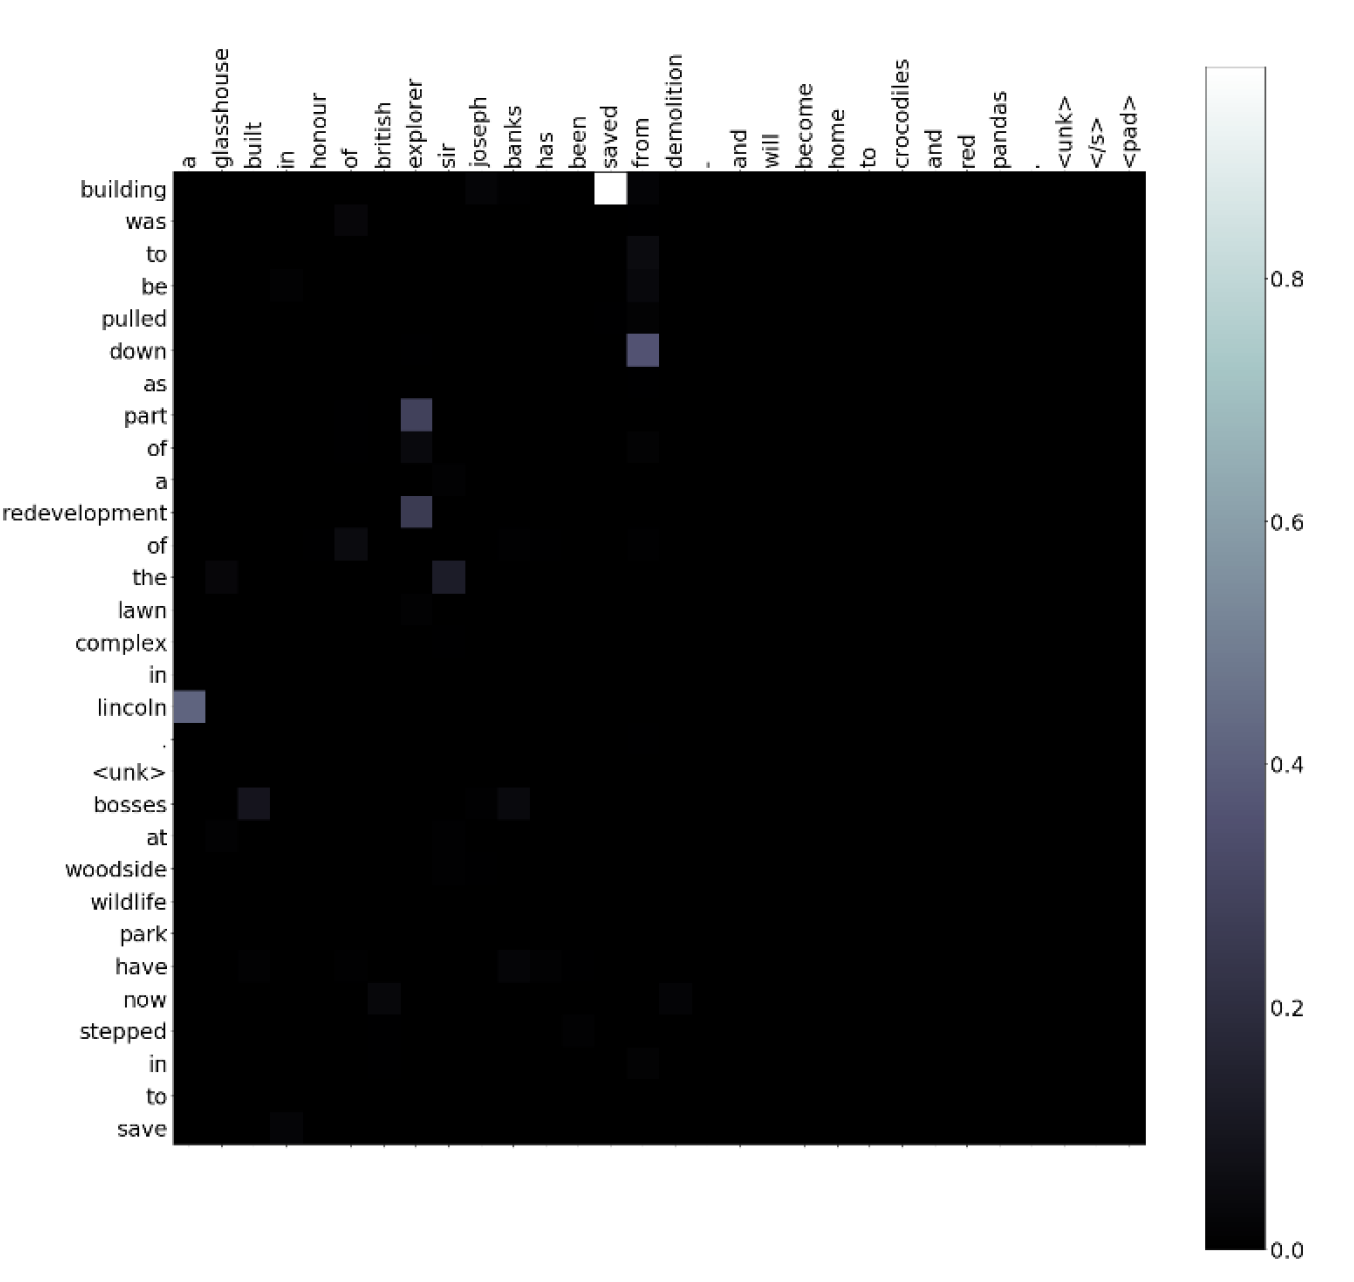 a glasshouse built in honour of british explorer sir joseph banks has been saved from demolition - and will become home to crocodiles and red pandas . <unk> </s> <pad>
building
was
to
be
pulled
down
as
part
of
a
redevelopment
of
the
lawn
complex
in
lincoln
.
<unk>
bosses
at
woodside
wildlife
park
have
now
stepped
in
to
save
0.8
0.6
0.4
0.2
0.0